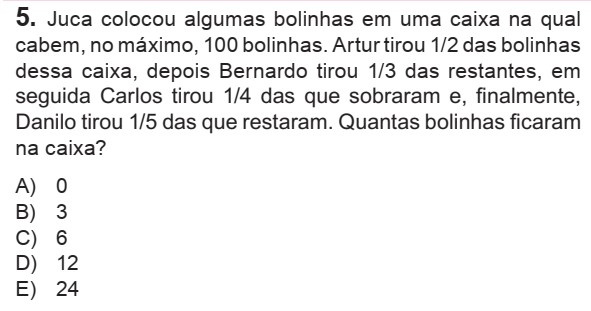 5. Juca colocou algumas bolinhas em uma caixa na qual
cabem, no máximo, 100 bolinhas. Artur tirou 1/2 das bolinhas
dessa caixa, depois Bernardo tirou 1/3 das restantes, em
seguida Carlos tirou 1/4 das que sobraram e, finalmente,
Danilo tirou 1/5 das que restaram. Quantas bolinhas ficaram
na caixa?
A) 0
B) 3
C) 6
D) 12
E) 24